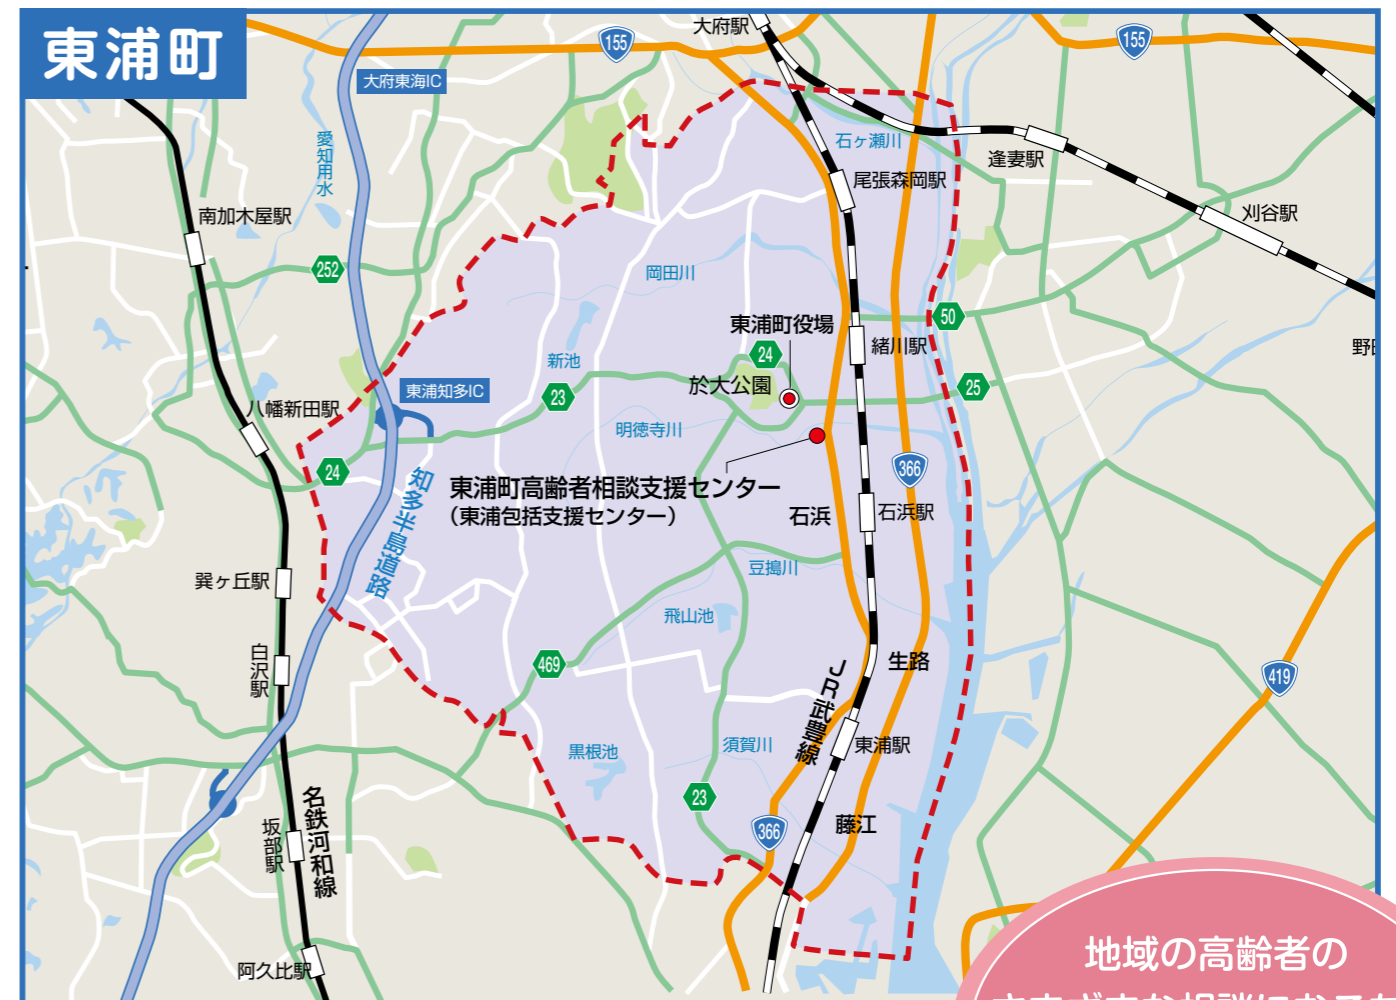 東浦町
大府駅
155
155
大府東海IC
愛知用水
石ヶ瀬川
逢妻駅
尾張森岡駅
刈谷駅
南加木屋駅
252
岡田川
50
東浦町役場
24
緒川駅
新池
東浦知多IC
於大公園
25
23
八幡新田駅
明徳寺川
24
366
知多半島道路
東浦町高齢者相談支援センター
（東浦包括支援センター）
石浜
石浜駅
豆搗川
巽ヶ丘駅
飛山池
白沢駅
469
生路
419
JR武豊線
須賀川
東浦駅
黒根池
23
名鉄河和線
坂部駅
366
藤江
阿久比駅
地域の高齢者の